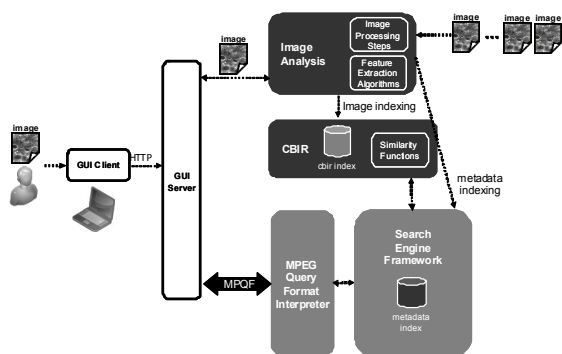 image
image image image
Image
Processing
Steps
Image
Analysis
Feature
Extraction
Algorithms
image
Image indexing
CBIR
cbir index
Similarity
Functions
image
GUI Client
HTTP
GUI
Server
metadata
indexing
MPQF
MPEG
Query
Format
Interpreter
Search
Engine
Framework
metadata
index